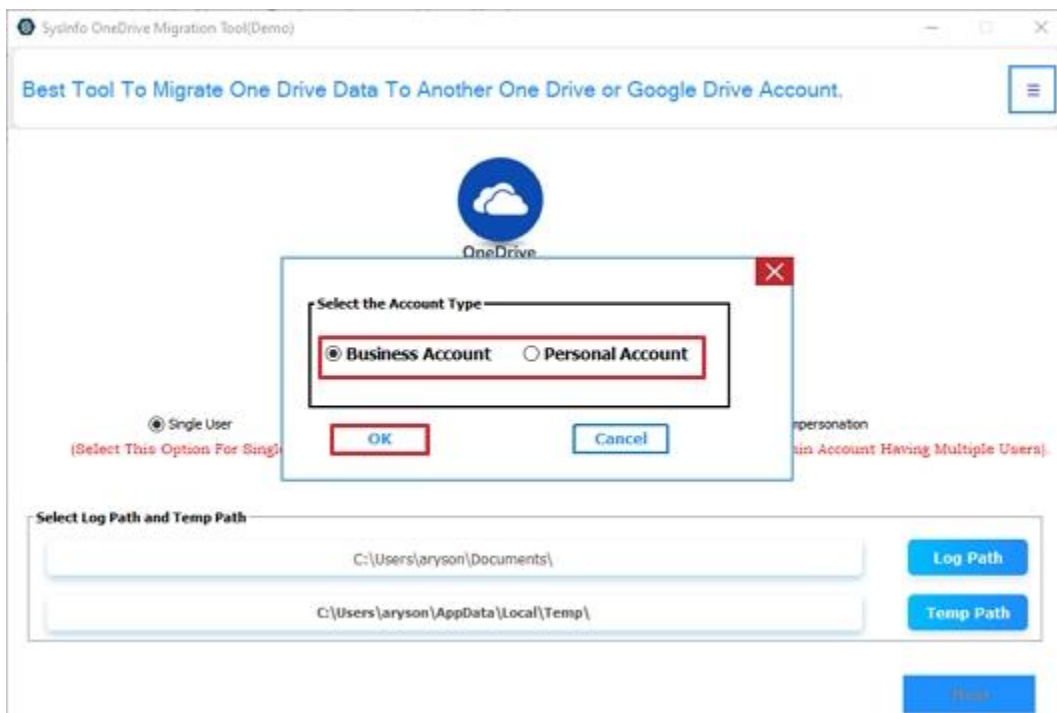 SysInfo OneDrive Migration Tool(Demo)
Best Tool To Migrate One Drive Data To Another One Drive or Google Drive Account.
OneDrive
Select the Account Type
Business Account Personal Account
OK Cancel
Single User personation
(Select This Option For Singl in Account Having Multiple Users).
Select Log Path and Temp Path
C:\Users\aryson\Documents\ Log Path
C:\Users\aryson\AppData\Local\Temp\ Temp Path
Next